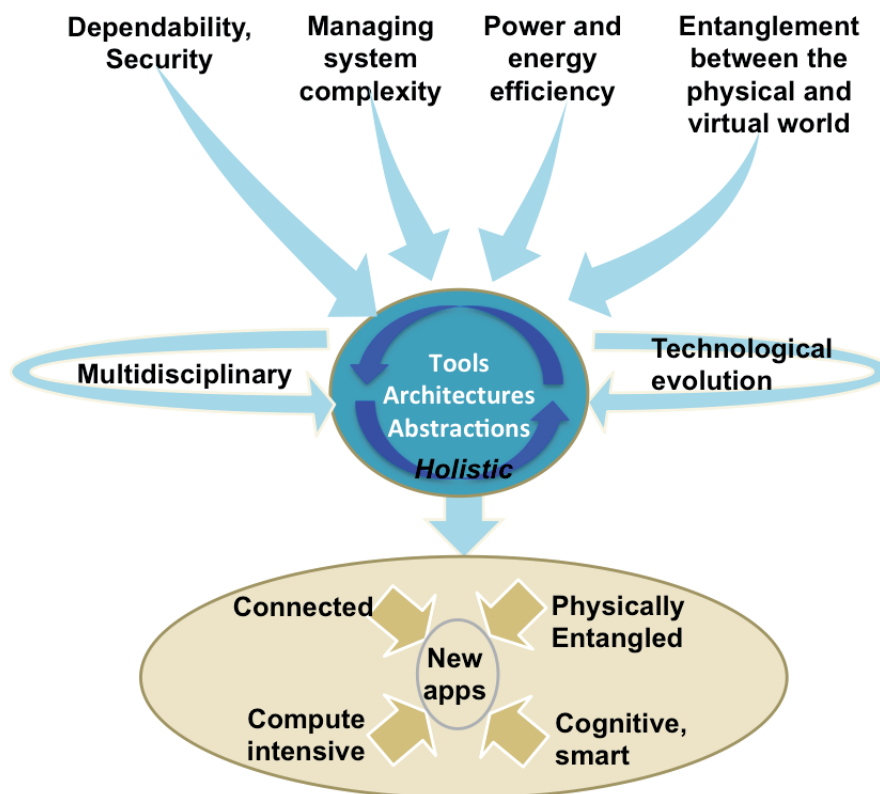 Dependability,
Security
Managing
system
complexity
Power and
energy
efficiency
Entanglement
between the
physical and
virtual world
Multidisciplinary
Tools
Architectures
Abstractions
Holistic
Technological
evolution
Connected
Physically
Entangled
New
apps
Compute
intensive
Cognitive,
smart